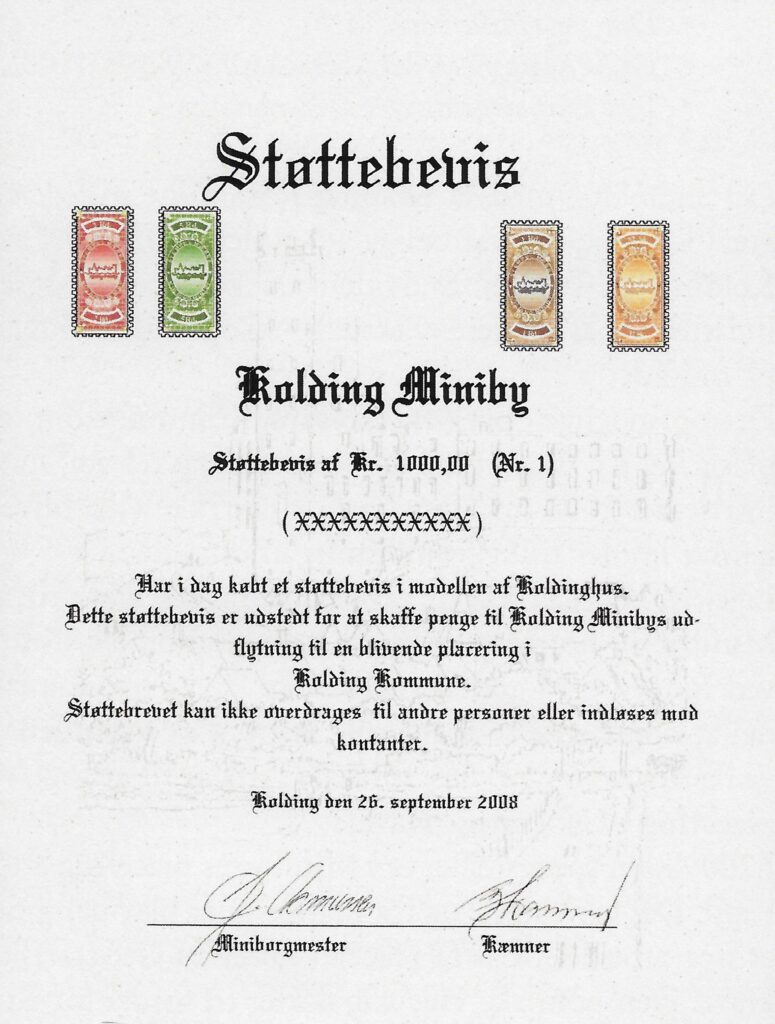 Støttebevis
Kolding Miniby
Støttebevis af Kr. 1000,00 (Nr. 1)
(XXXXXXXXXXX)
Har i dag købt et støttebevis i modellen af Koldinghus.
Dette støttebevis er udstedt for at skaffe penge til Kolding Minibys ud-
flytning til en blivende placering i
Kolding Kommune.
Støttebrevet kan ikke overdrages til andre personer eller indløses mod
kontanter.
Kolding den 26. september 2008
Miniborgmester Kæmner